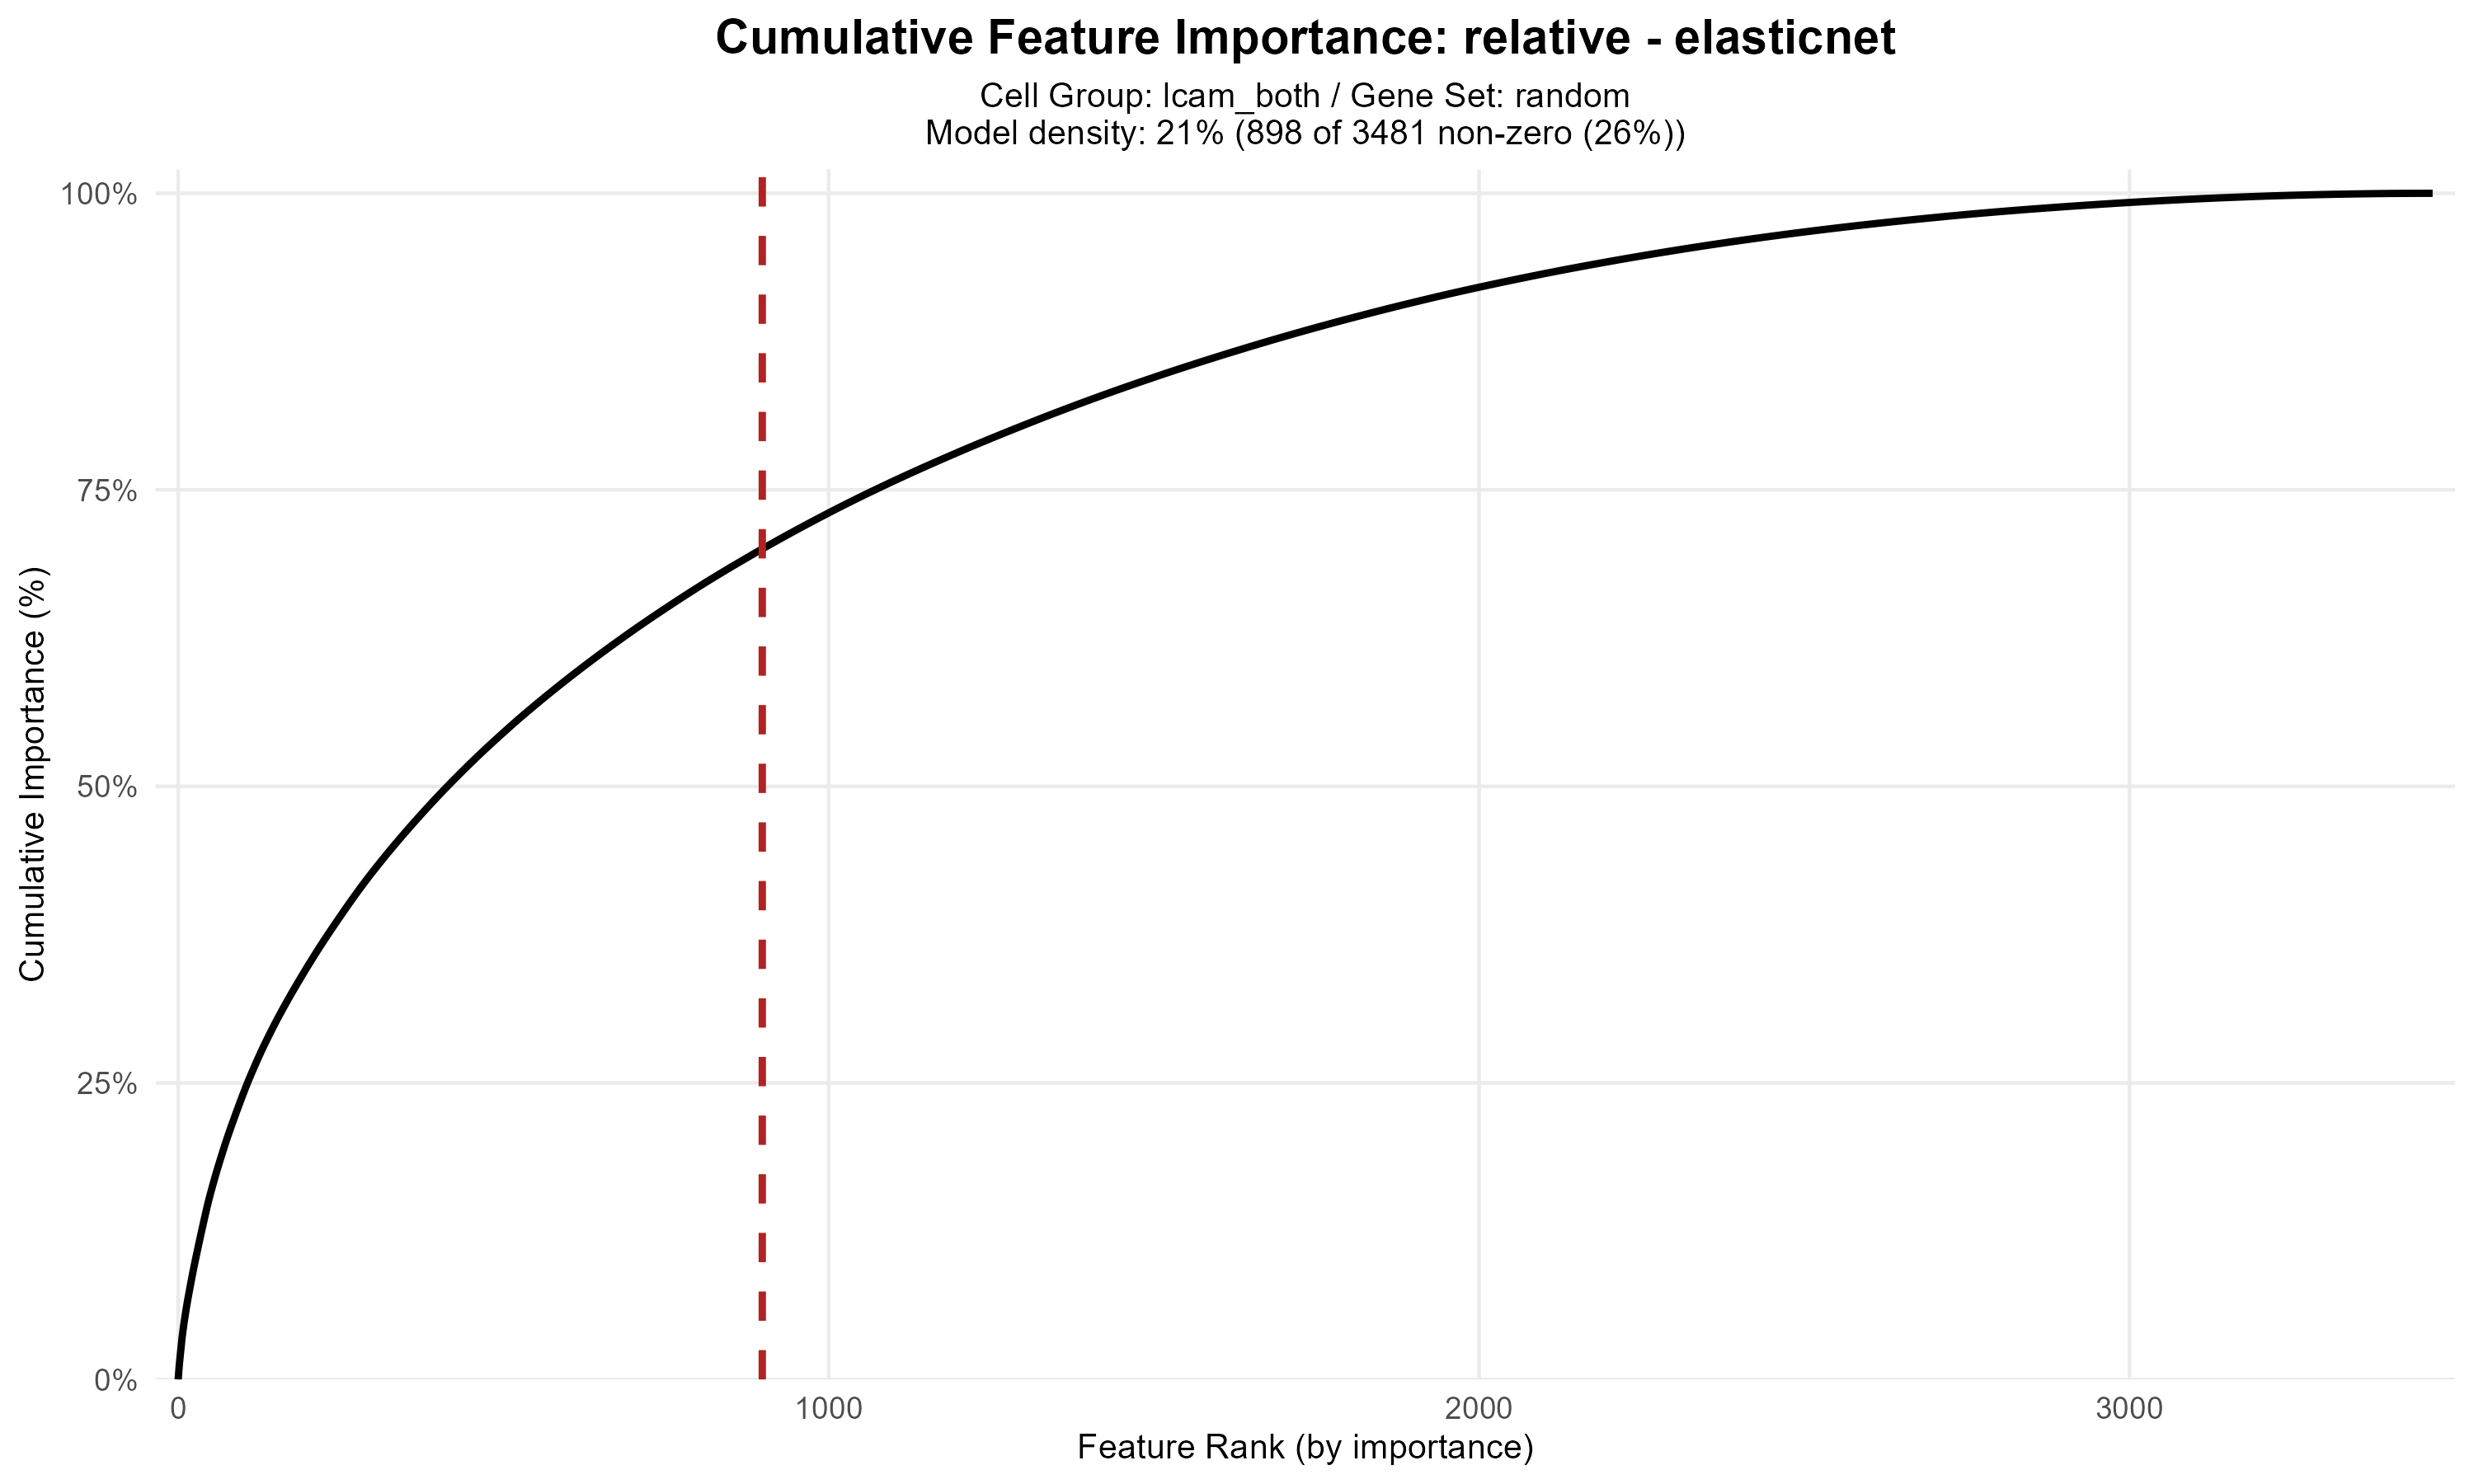 Cumulative Feature Importance: relative - elasticnet
Cell Group: Icam_both / Gene Set: random
Model density: 21% (898 of 3481 non-zero (26%))
100%
75%
50%
25%
0%
Cumulative Importance (%)
0
1000
2000
3000
Feature Rank (by importance)